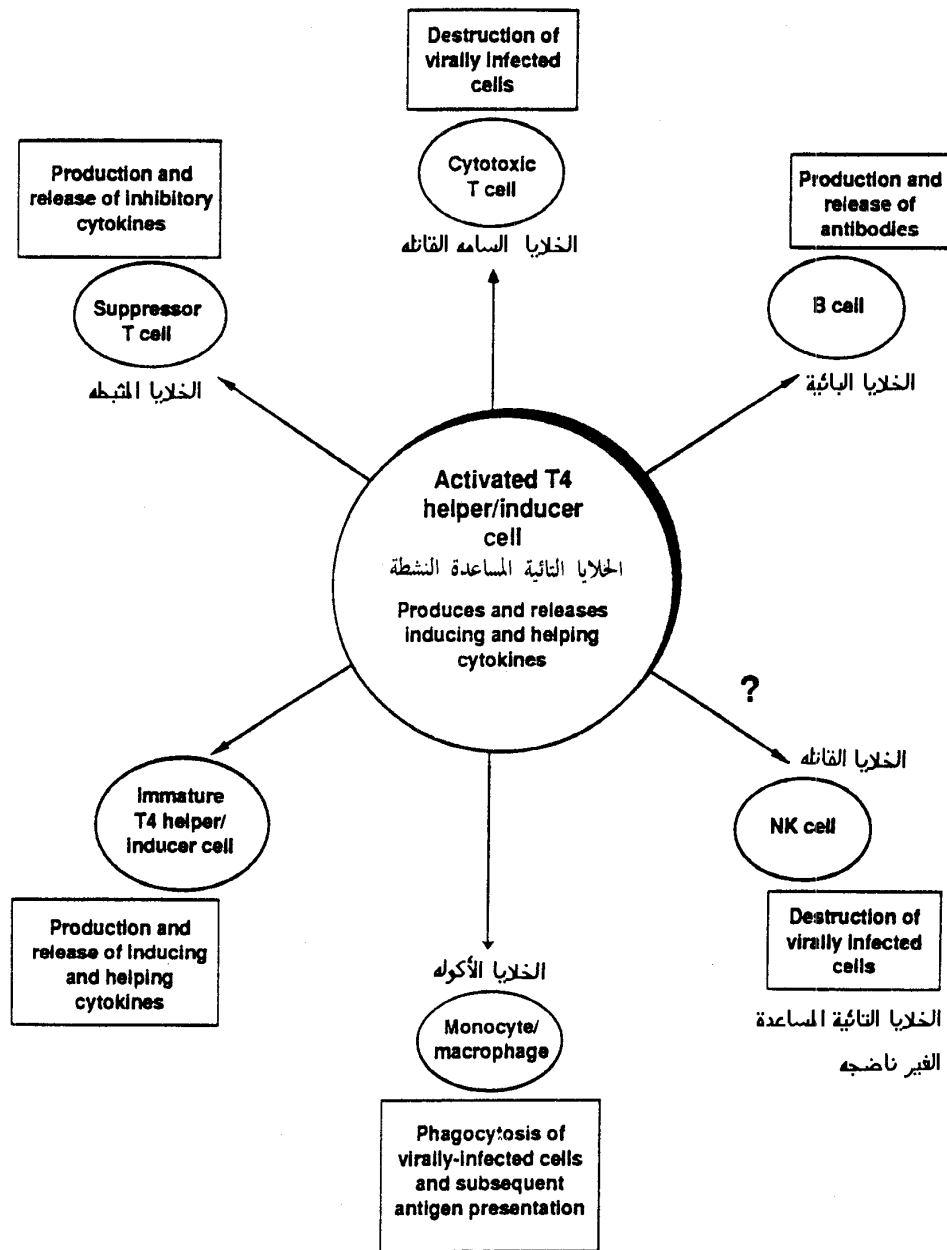 Destruction of
virally infected
cells
Cytotoxic
T cell
الخلايا السامه القاتله
Production and
release of inhibitory
cytokines
Suppressor
T cell
الخلايا المثبطه
Production and
release of
antibodies
B cell
الخلايا البائية
Activated T4
helper/inducer
cell
الخلايا التائية المساعدة النشطة
Produces and releases
inducing and helping
cytokines
?
Immature
T4 helper/
inducer cell
Production and
release of inducing
and helping
cytokines
الخلايا الأكوله
Monocyte/
macrophage
Phagocytosis of
virally-infected cells
and subsequent
antigen presentation
الخلايا القاتله
NK cell
Destruction of
virally infected
cells
الخلايا التائية المساعدة
الغير ناضجه